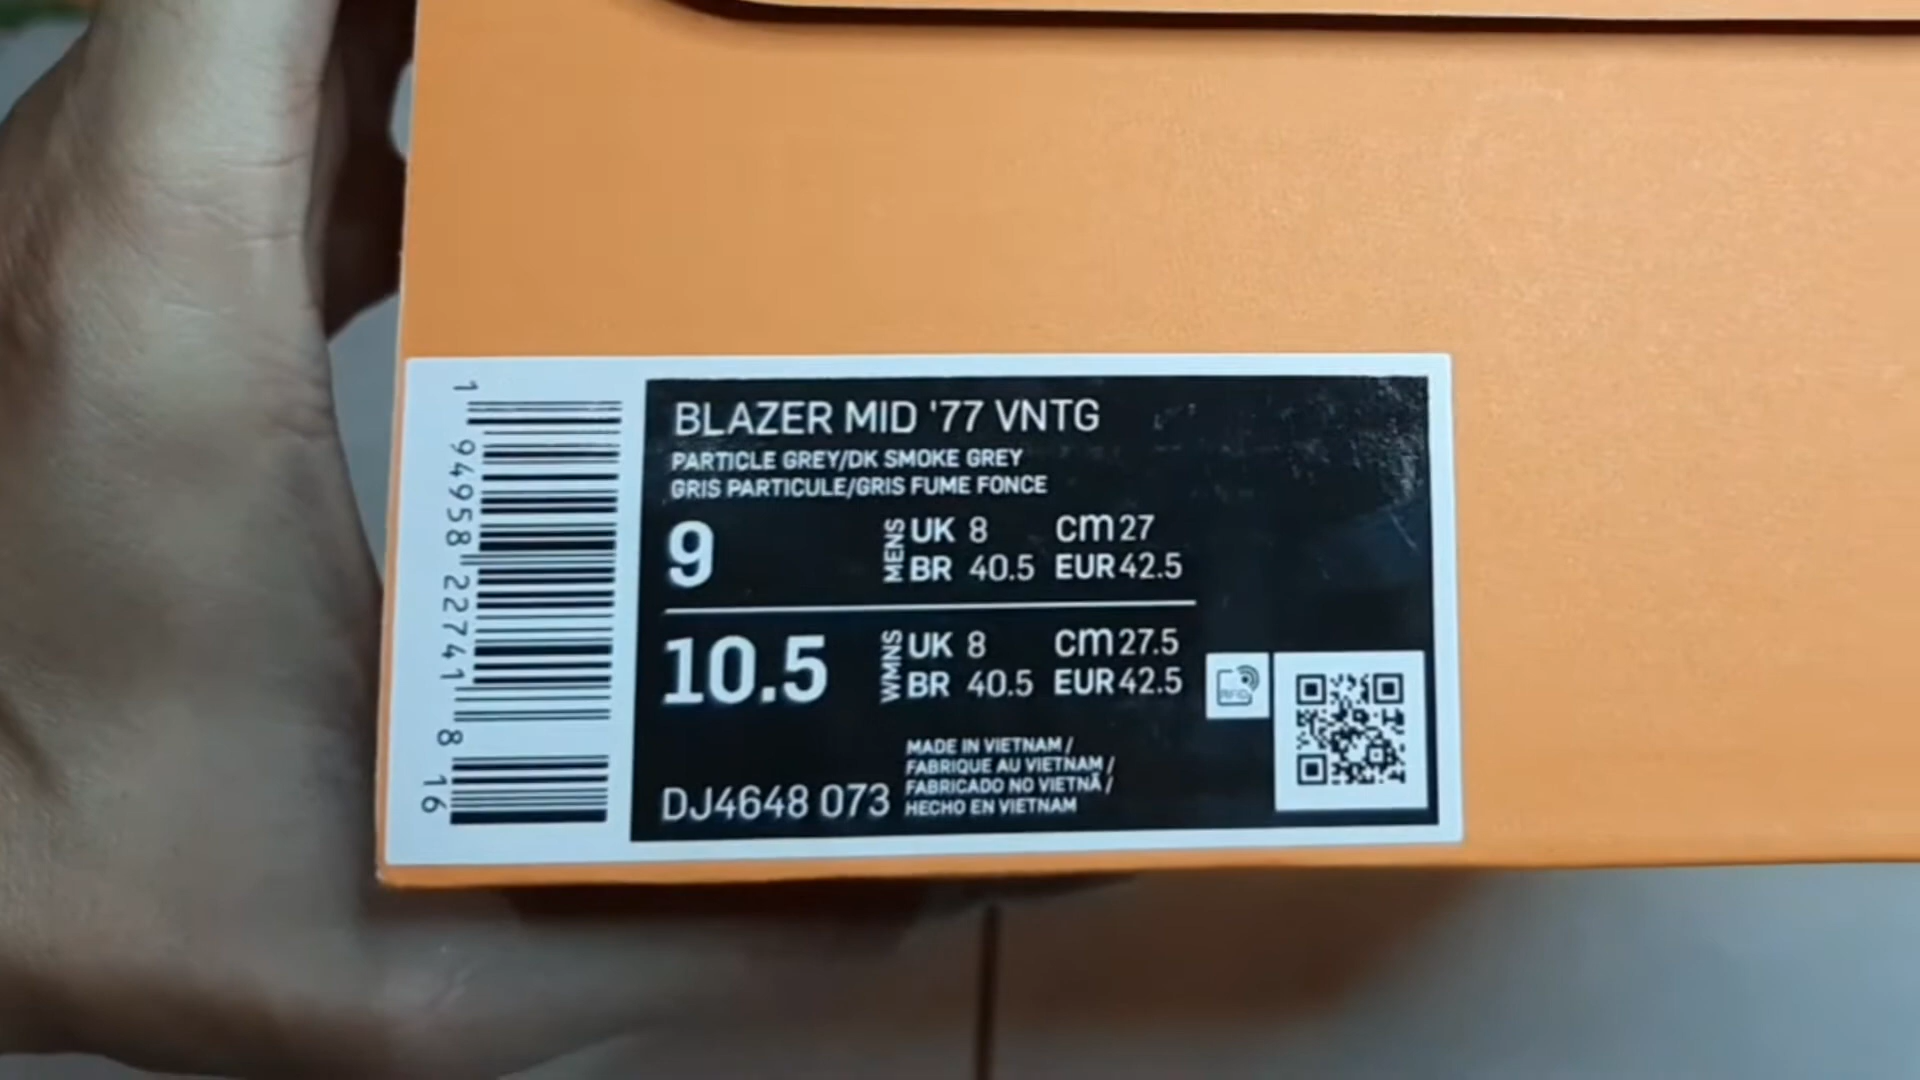 BLAZER MID '77 VNTG
PARTICLE GREY/DK SMOKE GREY
GRIS PARTICULE/GRIS FUME FONCE
9 MENS UK 8 cm 27
BR 40.5 EUR 42.5
10.5 WMNS UK 8 cm 27.5
BR 40.5 EUR 42.5
RFID
MADE IN VIETNAM /
FABRIQUE AU VIETNAM /
FABRICADO NO VIETNÃ /
HECHO EN VIETNAM
DJ4648 073
1 94958 22741 8 16